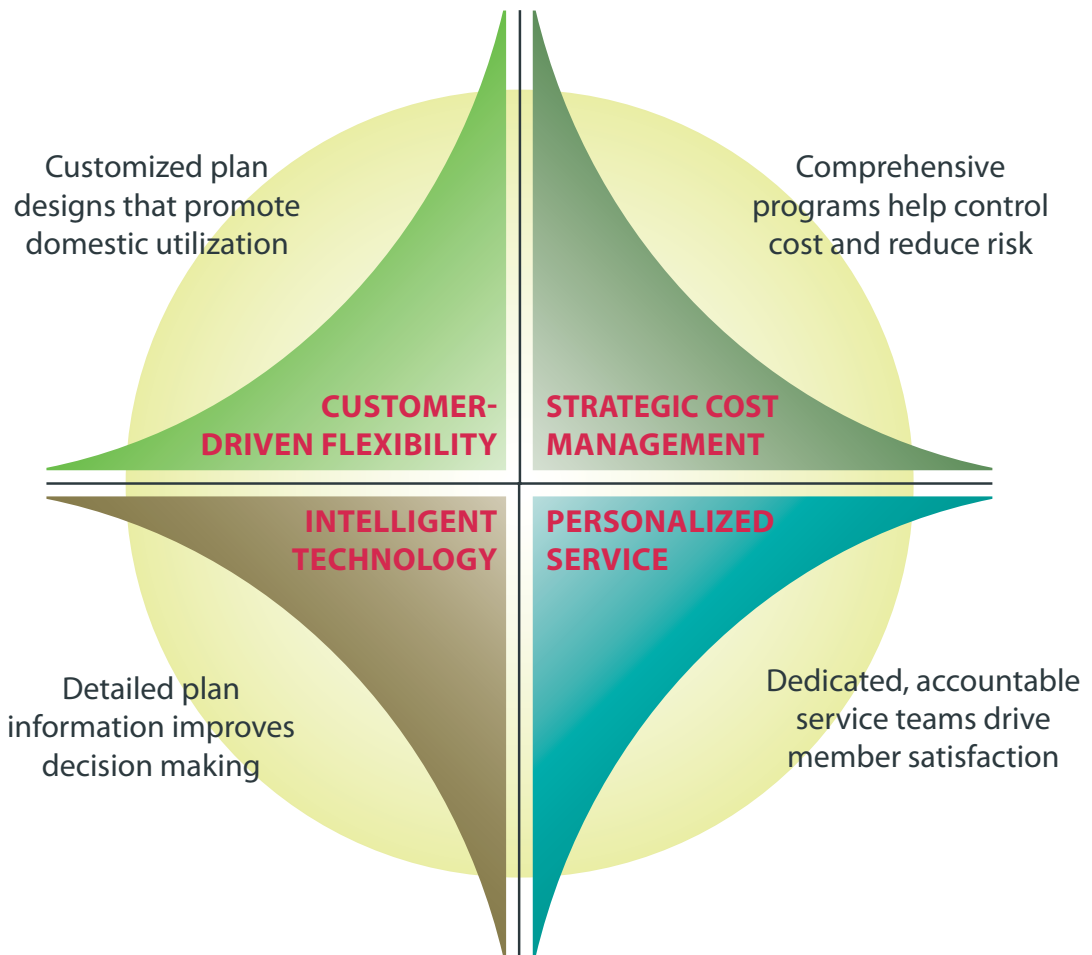 Customized plan
designs that promote
domestic utilization
Comprehensive
programs help control
cost and reduce risk
CUSTOMER-
DRIVEN FLEXIBILITY
STRATEGIC COST
MANAGEMENT
INTELLIGENT
TECHNOLOGY
PERSONALIZED
SERVICE
Detailed plan
information improves
decision making
Dedicated, accountable
service teams drive
member satisfaction